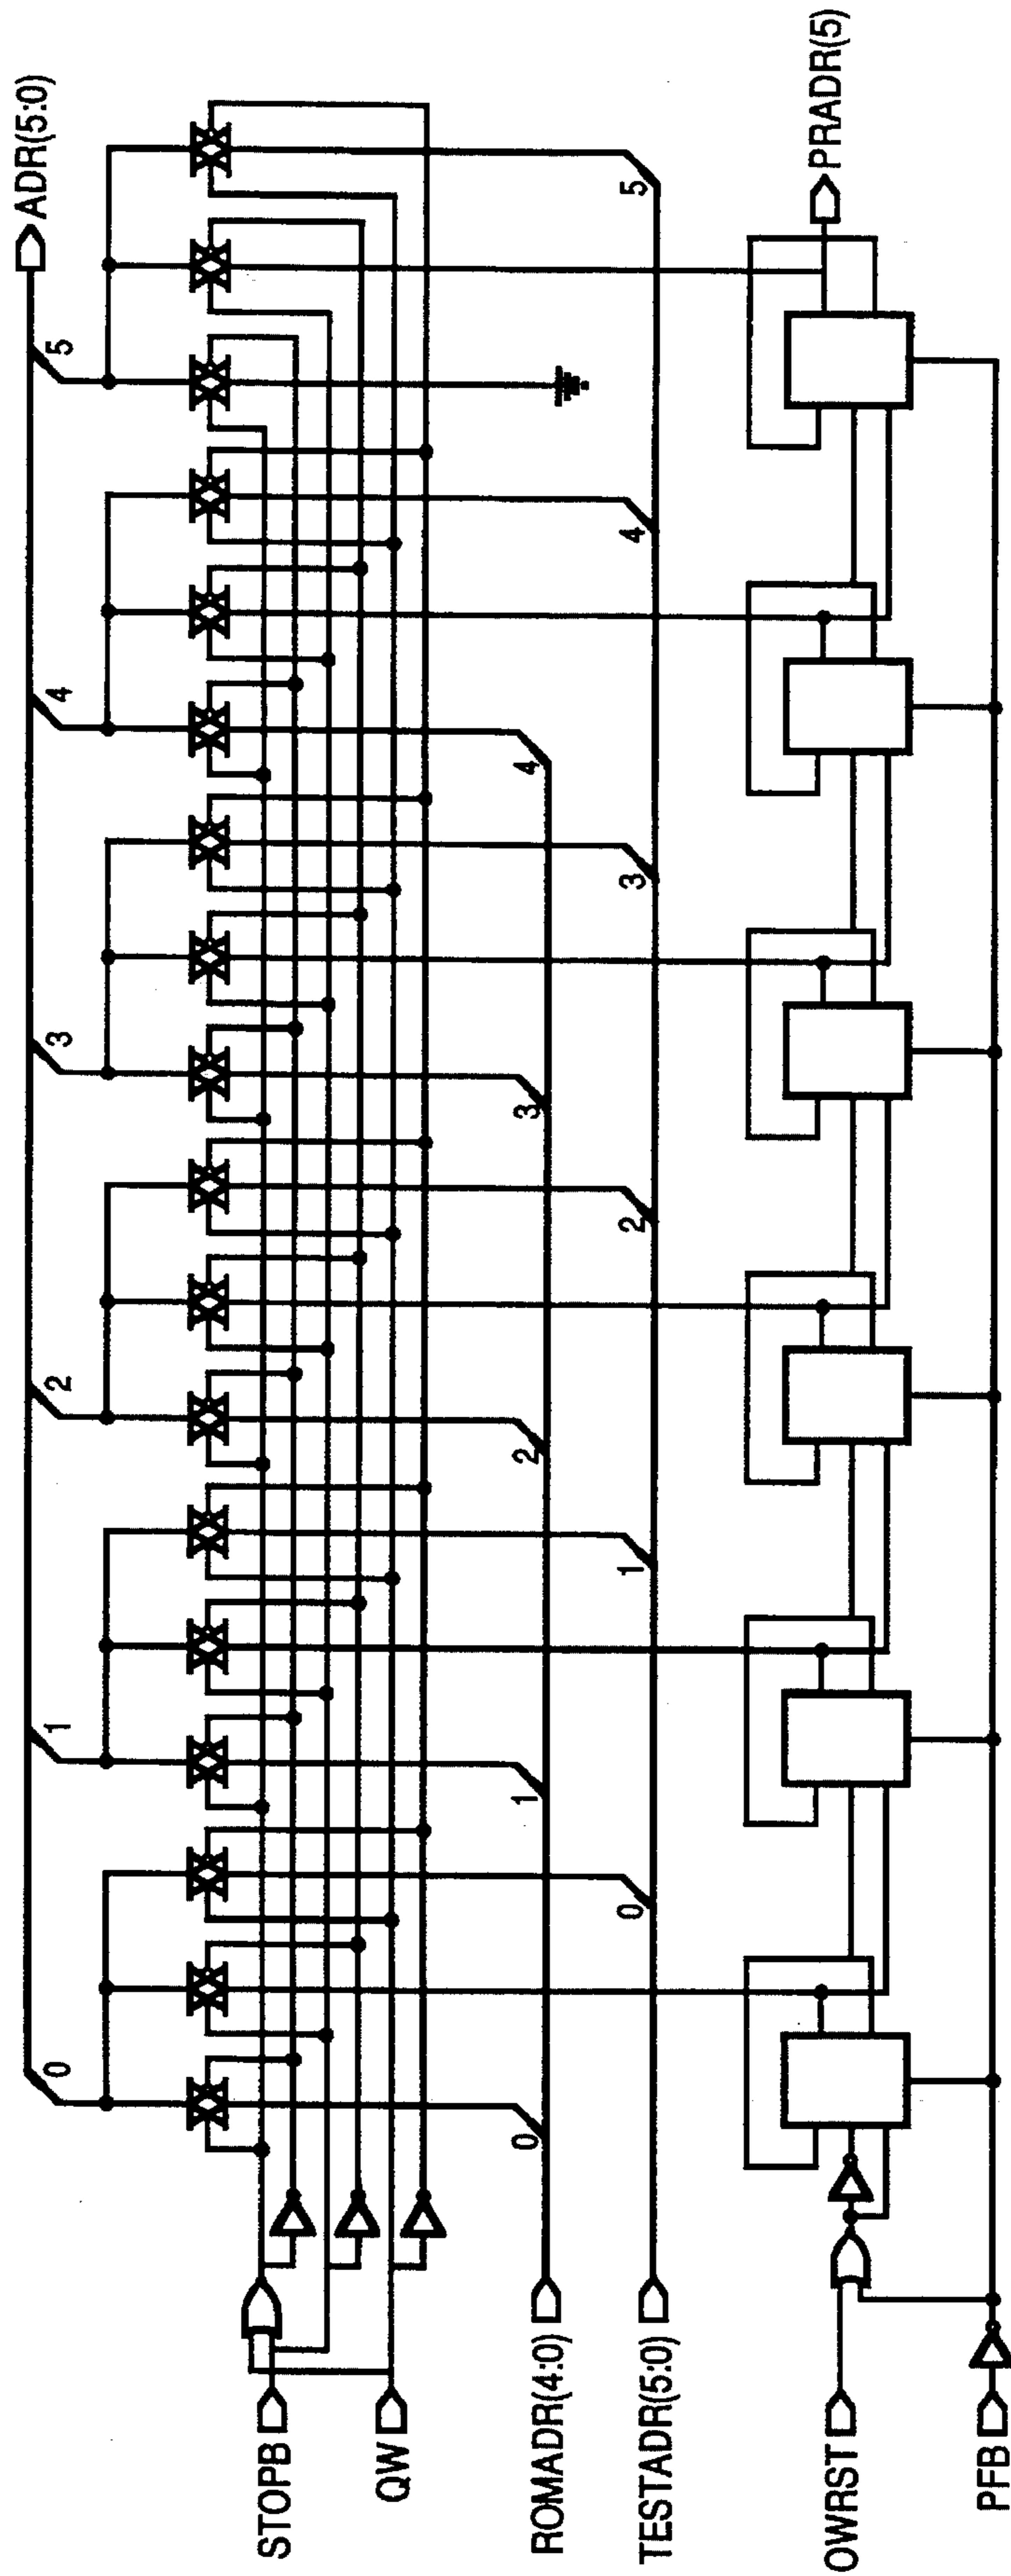 ADR(5:0)
0
1
2
3
4
5
STOPB
QW
ROMADR(4:0)
0
1
2
3
4
TESTADR(5:0)
0
1
2
3
4
5
OWRST
PFB
PRADR(5)